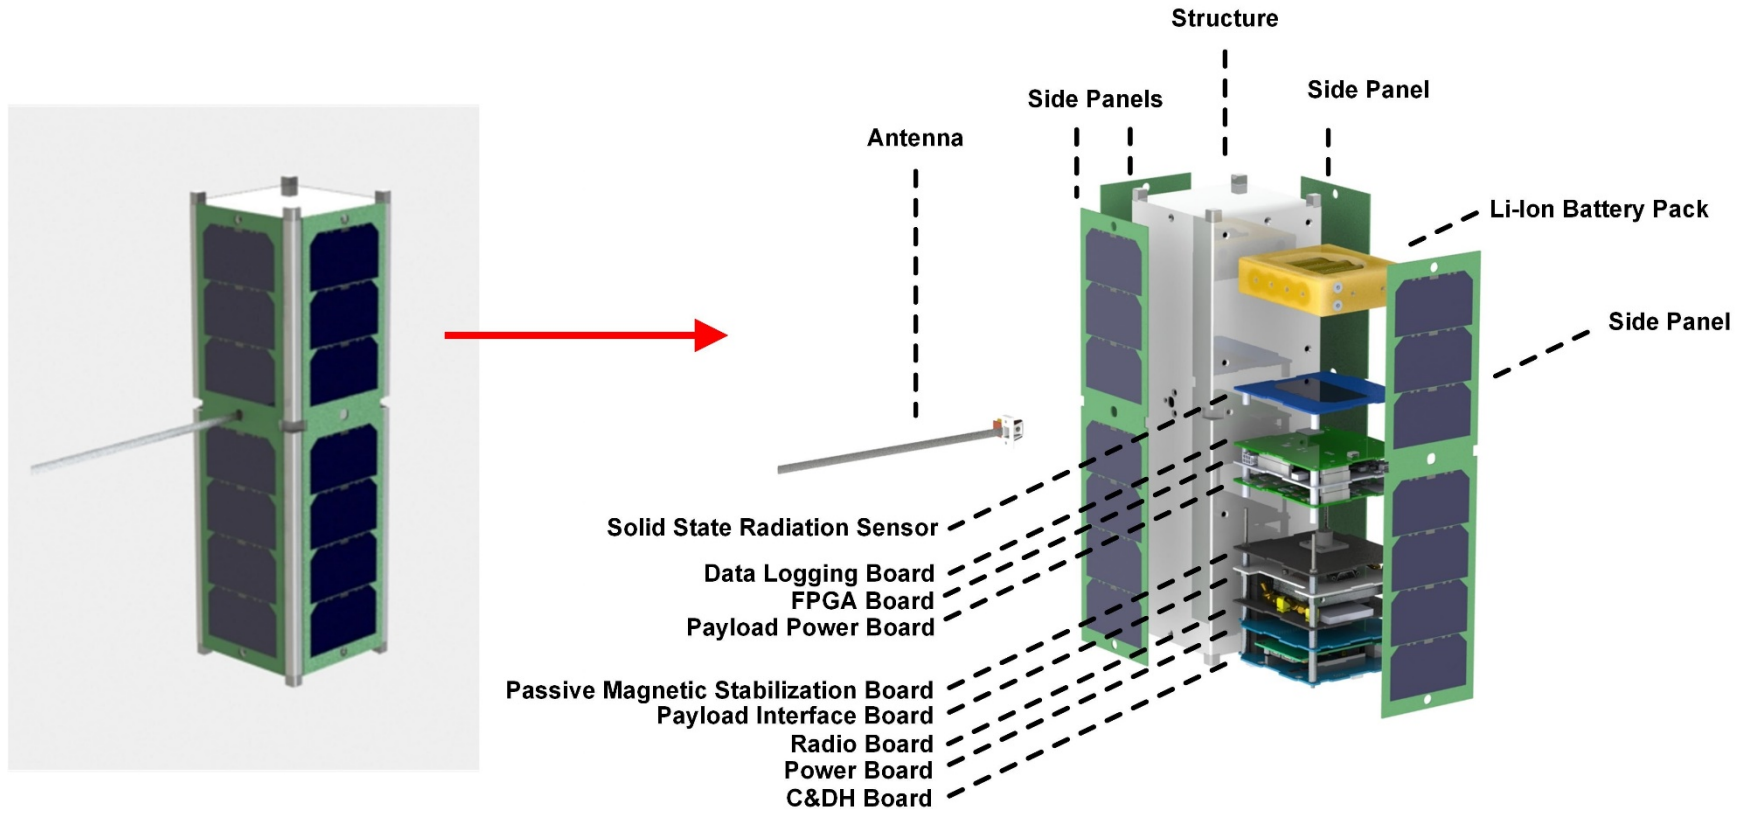 Structure
Side Panels
Side Panel
Antenna
Li-Ion Battery Pack
Side Panel
Solid State Radiation Sensor
Data Logging Board
FPGA Board
Payload Power Board
Passive Magnetic Stabilization Board
Payload Interface Board
Radio Board
Power Board
C&DH Board